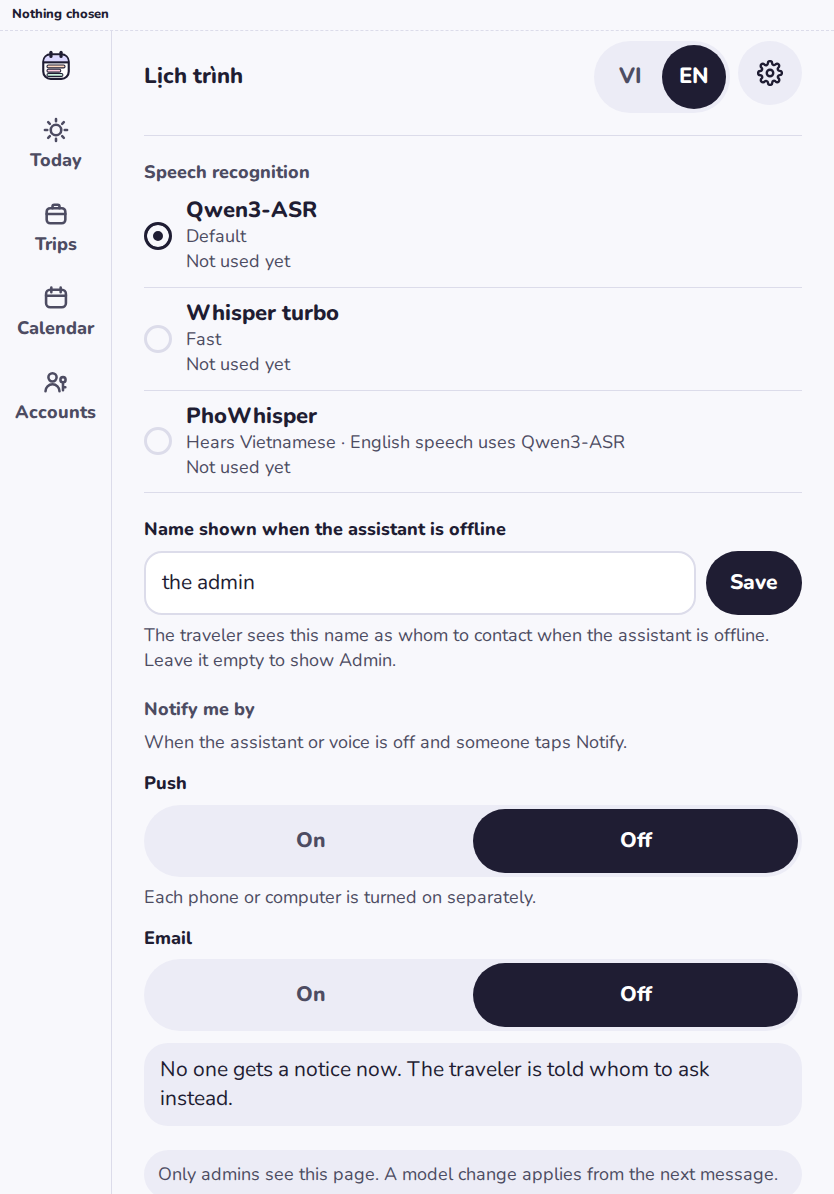 Nothing chosen
Lịch trình
VI
EN
Today
Trips
Calendar
Accounts
Speech recognition
Qwen3-ASR
Default
Not used yet
Whisper turbo
Fast
Not used yet
PhoWhisper
Hears Vietnamese · English speech uses Qwen3-ASR
Not used yet
Name shown when the assistant is offline
the admin
Save
The traveler sees this name as whom to contact when the assistant is offline.
Leave it empty to show Admin.
Notify me by
When the assistant or voice is off and someone taps Notify.
Push
On
Off
Each phone or computer is turned on separately.
Email
On
Off
No one gets a notice now. The traveler is told whom to ask
instead.
Only admins see this page. A model change applies from the next message.